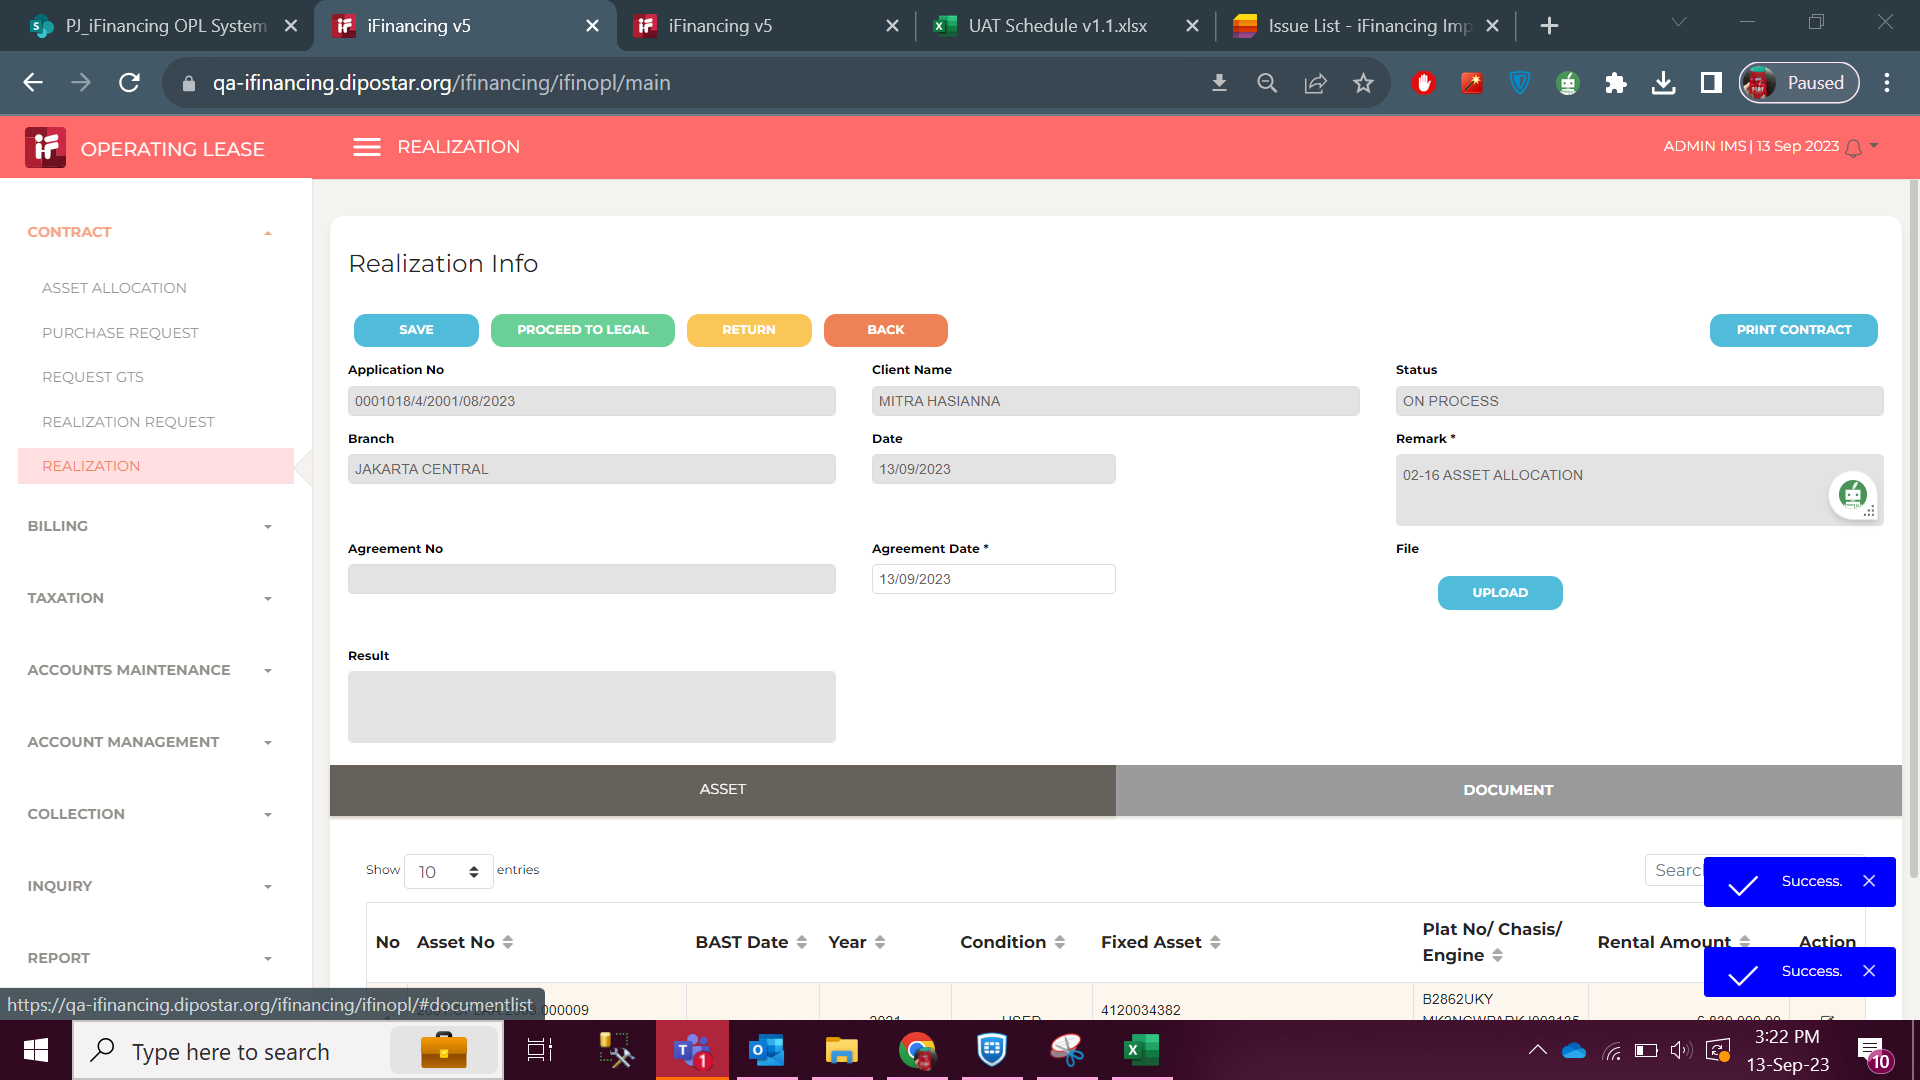 PJ_iFinancing OPL System
iFinancing v5
iFinancing v5
UAT Schedule v1.1.xlsx
Issue List - iFinancing Imp
qa-ifinancing.dipostar.org/ifinancing/ifinopl/main
Paused
iF OPERATING LEASE
REALIZATION
ADMIN IMS | 13 Sep 2023
CONTRACT
ASSET ALLOCATION
PURCHASE REQUEST
REQUEST GTS
REALIZATION REQUEST
REALIZATION
BILLING
TAXATION
ACCOUNTS MAINTENANCE
ACCOUNT MANAGEMENT
COLLECTION
INQUIRY
REPORT
Realization Info
SAVE PROCEED TO LEGAL RETURN BACK PRINT CONTRACT
Application No Client Name Status
0001018/4/2001/08/2023 MITRA HASIANNA ON PROCESS
Branch Date Remark *
JAKARTA CENTRAL 13/09/2023 02-16 ASSET ALLOCATION
Agreement No Agreement Date * File
13/09/2023
UPLOAD
Result
ASSET DOCUMENT
Show 10 entries
Success.
No Asset No BAST Date Year Condition Fixed Asset Plat No/ Chasis/ Engine Rental Amount Action
Success.
000009 4120034382 B2862UKY
2021 USED
https://qa-ifinancing.dipostar.org/ifinancing/ifinopl/#documentlist
Type here to search
1
3:22 PM
13-Sep-23
10